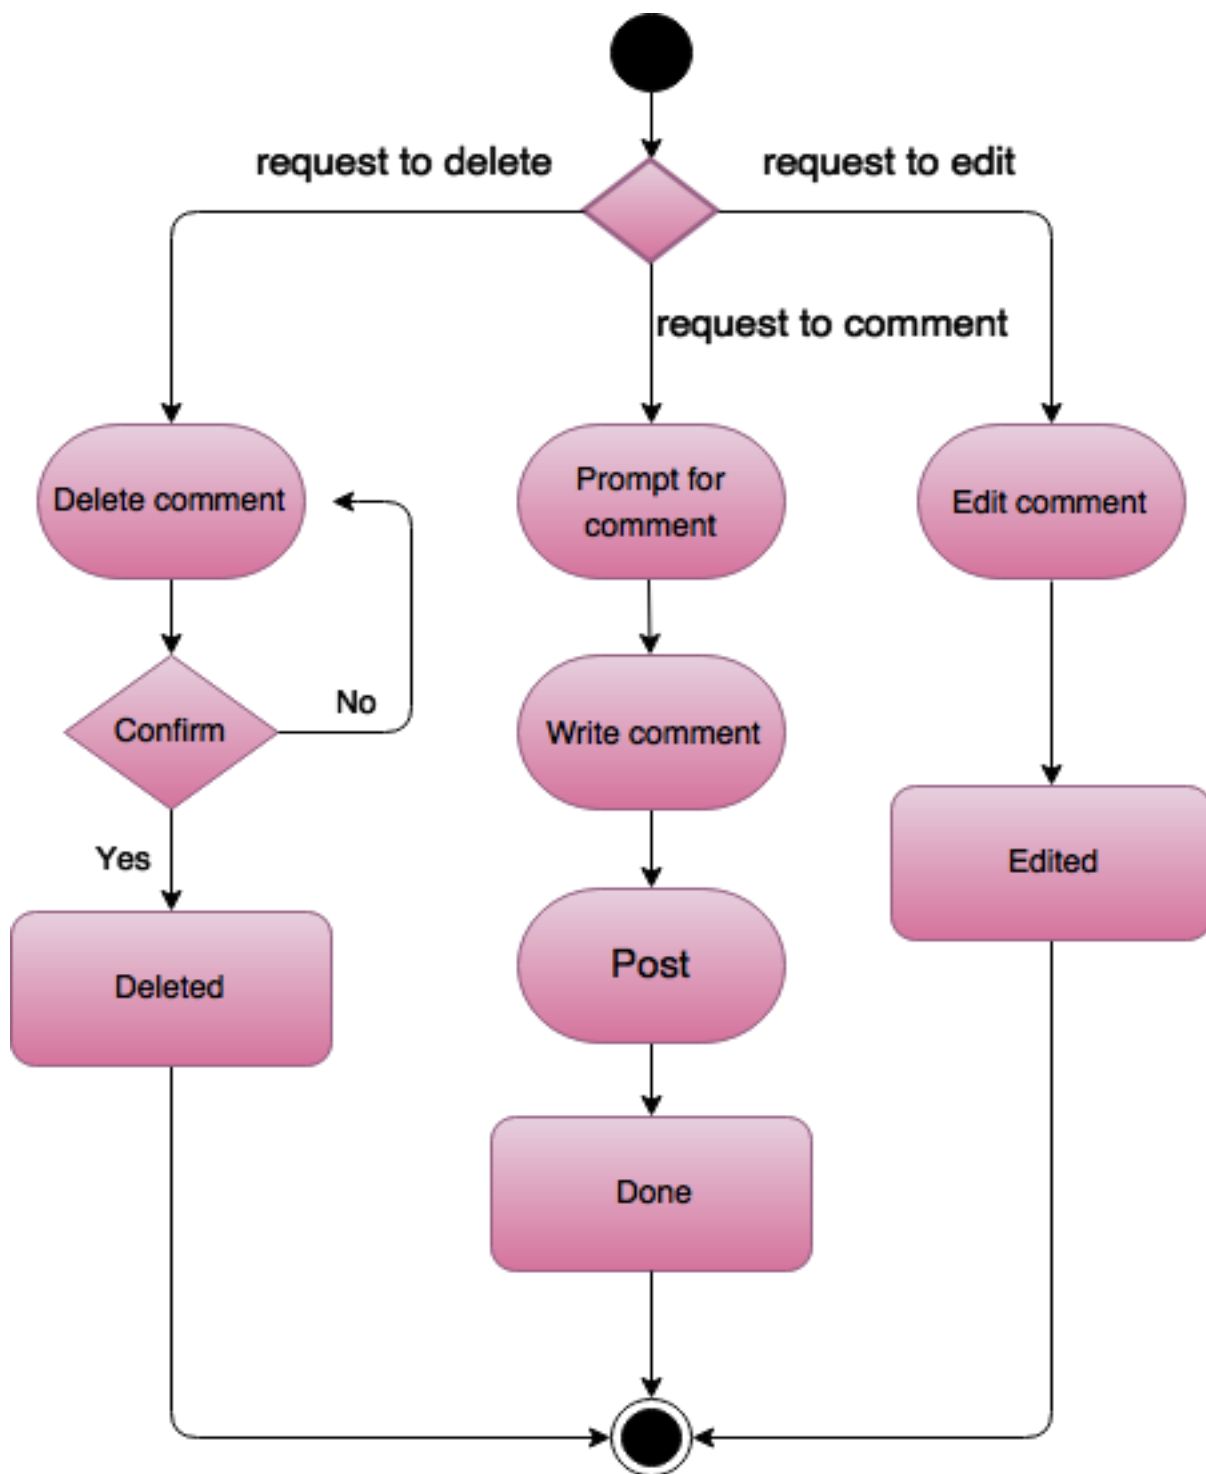 request to delete
request to edit
request to comment
Delete comment
Prompt for
comment
Edit comment
No
Confirm
Write comment
Yes
Edited
Deleted
Post
Done